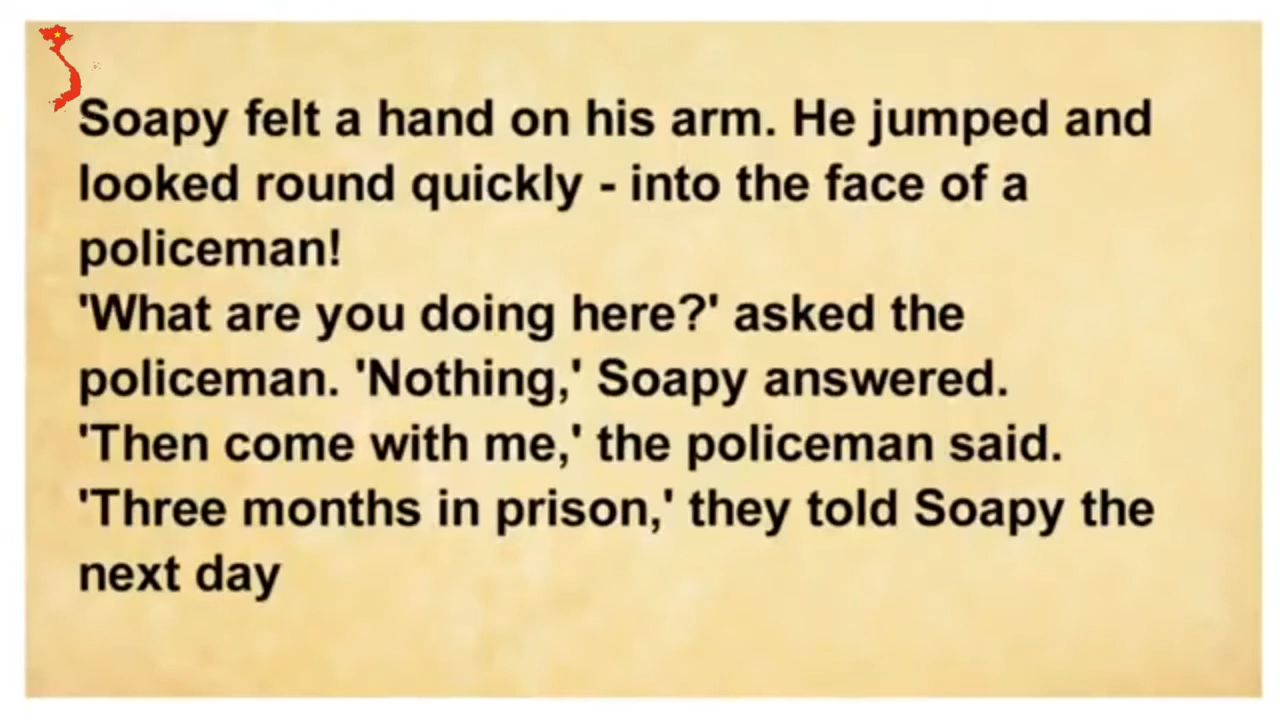 Soapy felt a hand on his arm. He jumped and
looked round quickly - into the face of a
policeman!
'What are you doing here?' asked the
policeman. 'Nothing,' Soapy answered.
'Then come with me,' the policeman said.
'Three months in prison,' they told Soapy the
next day